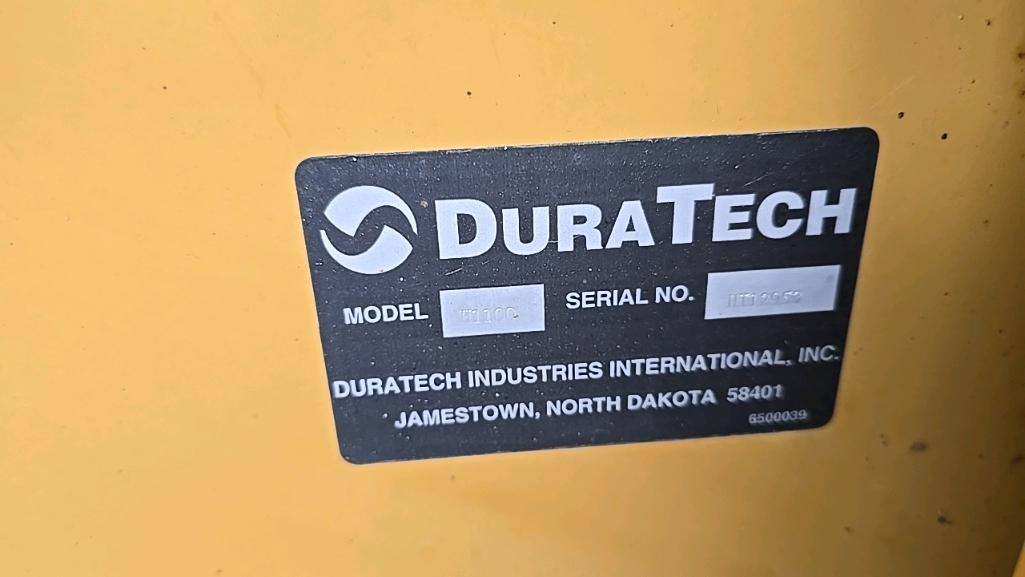 DURATECH
MODEL
SERIAL NO.
DURATECH INDUSTRIES INTERNATIONAL, INC.
JAMESTOWN, NORTH DAKOTA 58401
6500039